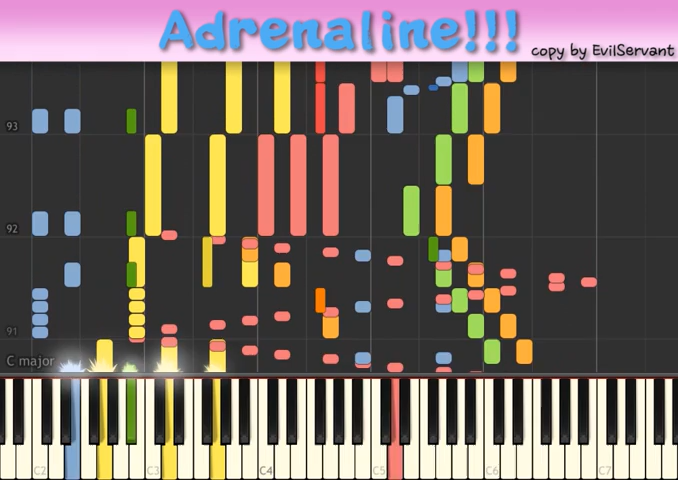 Adrenaline!!!
copy by EvilServant
93
92
91
C major
C2 C3 C4 C5 C6 C7